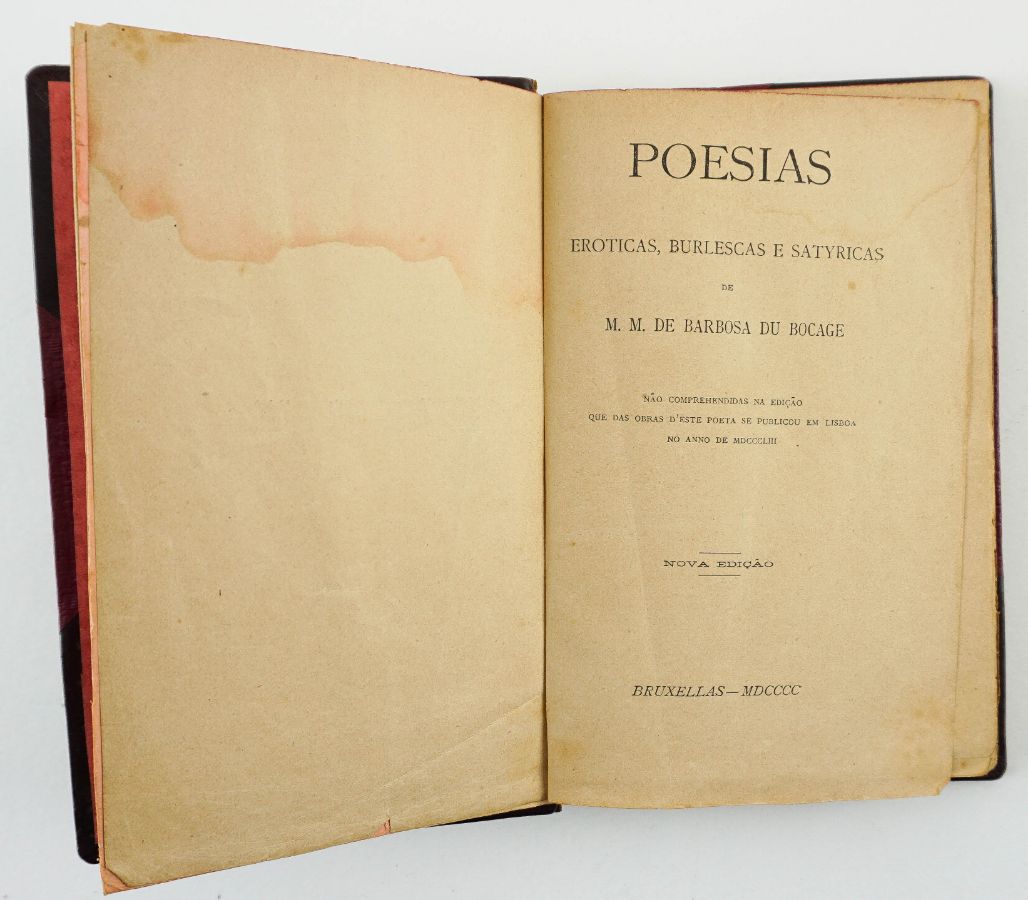 POESIAS
EROTICAS, BURLESCAS E SATYRICAS
DE
M. M. DE BARBOSA DU BOCAGE
NÃO COMPREHENDIDAS NA EDIÇÃO
QUE DAS OBRAS D'ESTE POETA SE PUBLICOU EM LISBOA
NO ANNO DE MDCCCLIII
NOVA EDIÇÃO
BRUXELLAS—MDCCCC